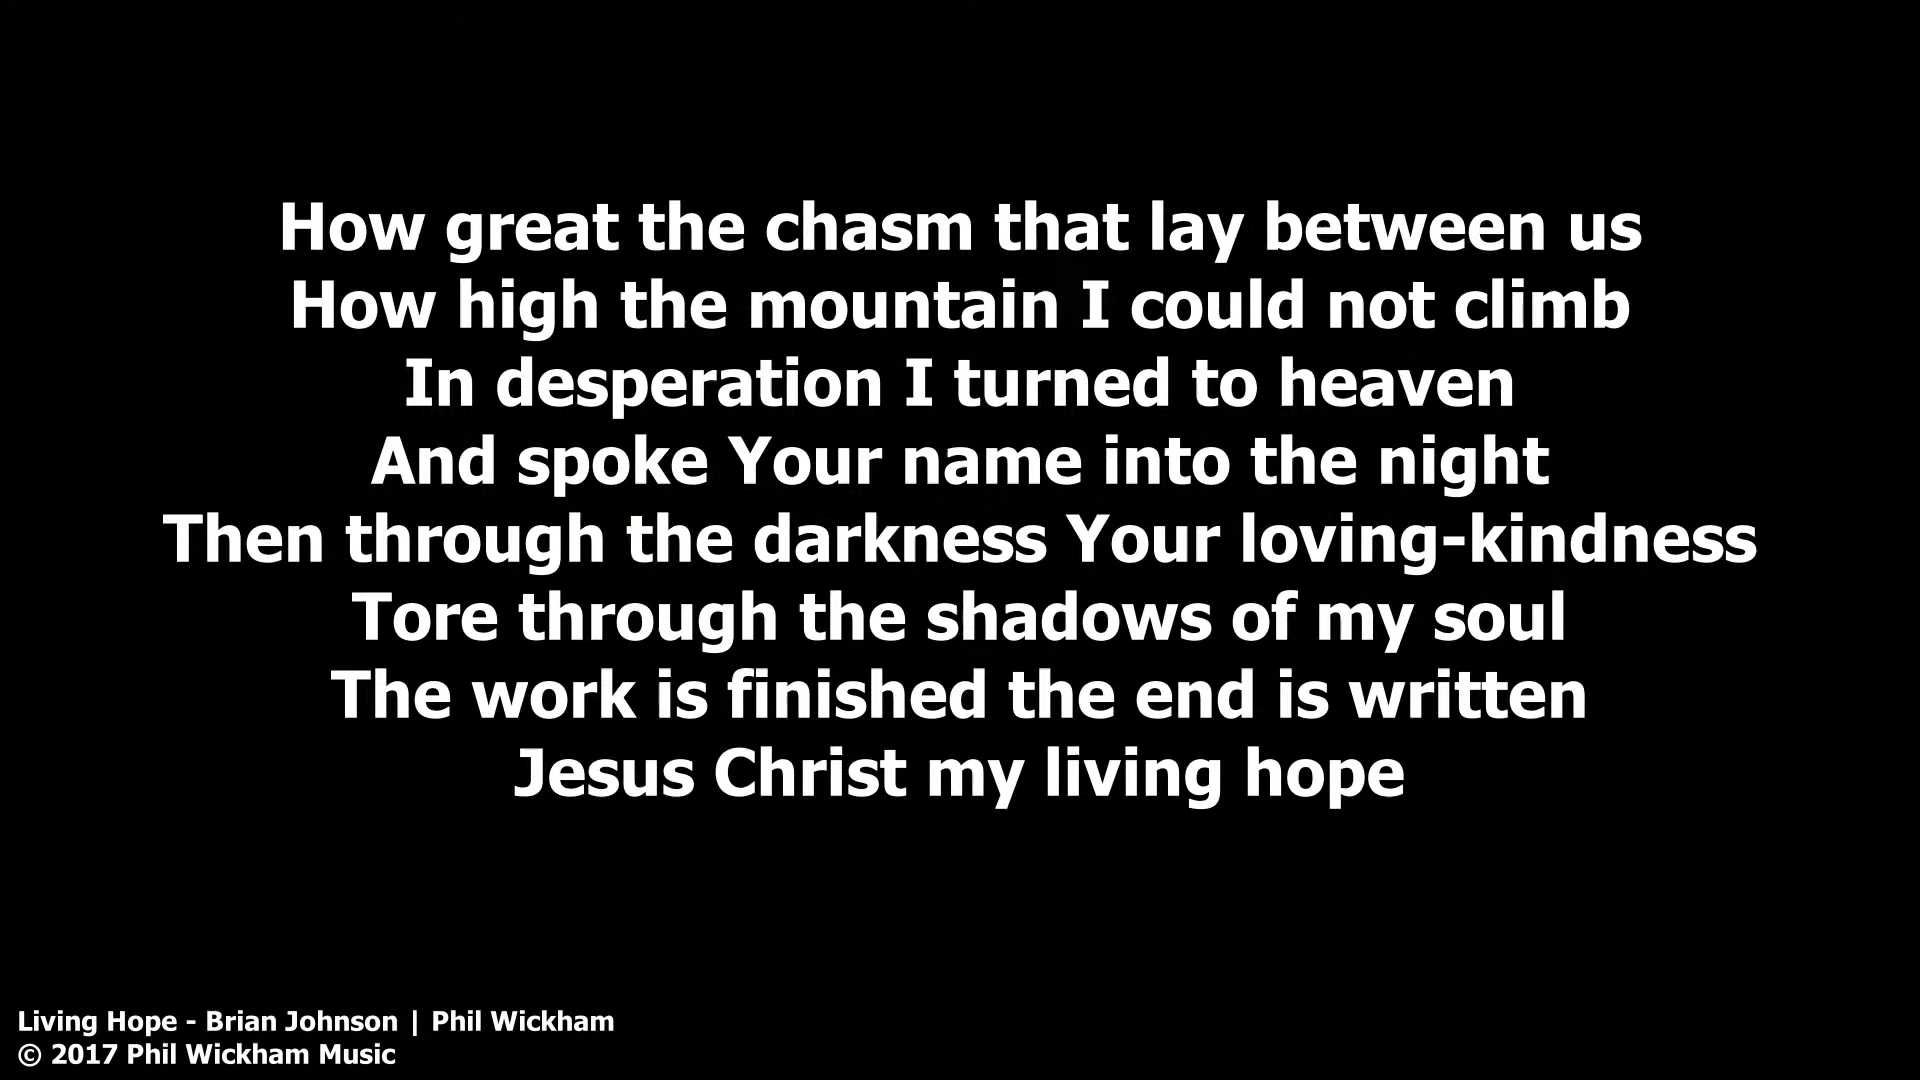 How great the chasm that lay between us
How high the mountain I could not climb
In desperation I turned to heaven
And spoke Your name into the night
Then through the darkness Your loving-kindness
Tore through the shadows of my soul
The work is finished the end is written
Jesus Christ my living hope
Living Hope - Brian Johnson | Phil Wickham
© 2017 Phil Wickham Music